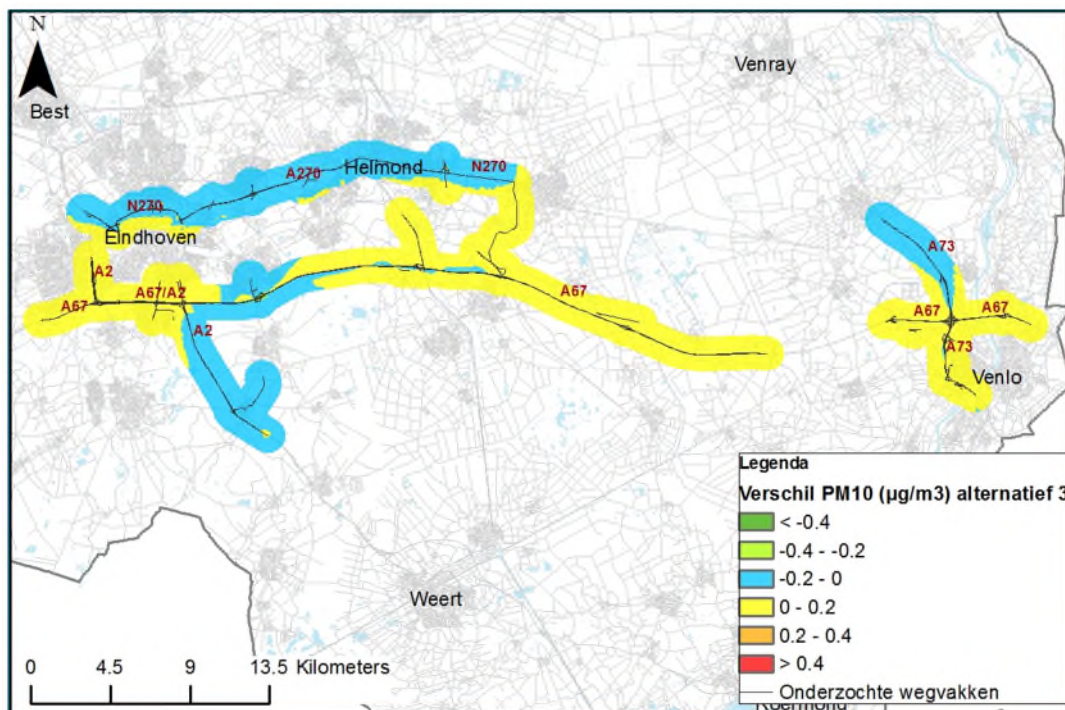 N
Best
Venray
Helmond
A270
N270
N270
Eindhoven
A2
A67
A67/A2
A2
A67
A73
A67
A67
A73
Venlo
Weert
0 4.5 9 13.5 Kilometers
Legenda
Verschil PM10 (µg/m3) alternatief 3
< -0.4
-0.4 - -0.2
-0.2 - 0
0 - 0.2
0.2 - 0.4
> 0.4
Onderzochte wegvakken